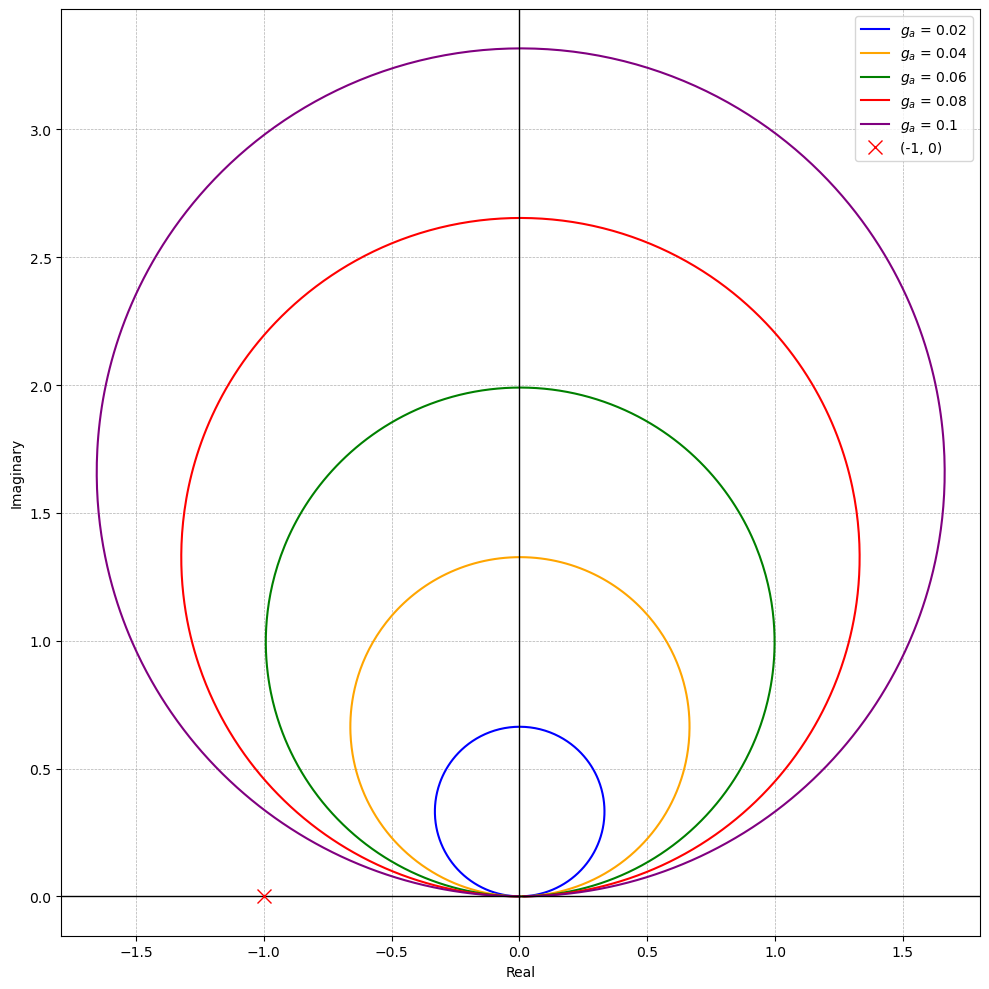 g_a = 0.02
g_a = 0.04
g_a = 0.06
g_a = 0.08
g_a = 0.1
(-1, 0)
3.0
2.5
2.0
1.5
1.0
0.5
0.0
Imaginary
−1.5 −1.0 −0.5 0.0 0.5 1.0 1.5
Real